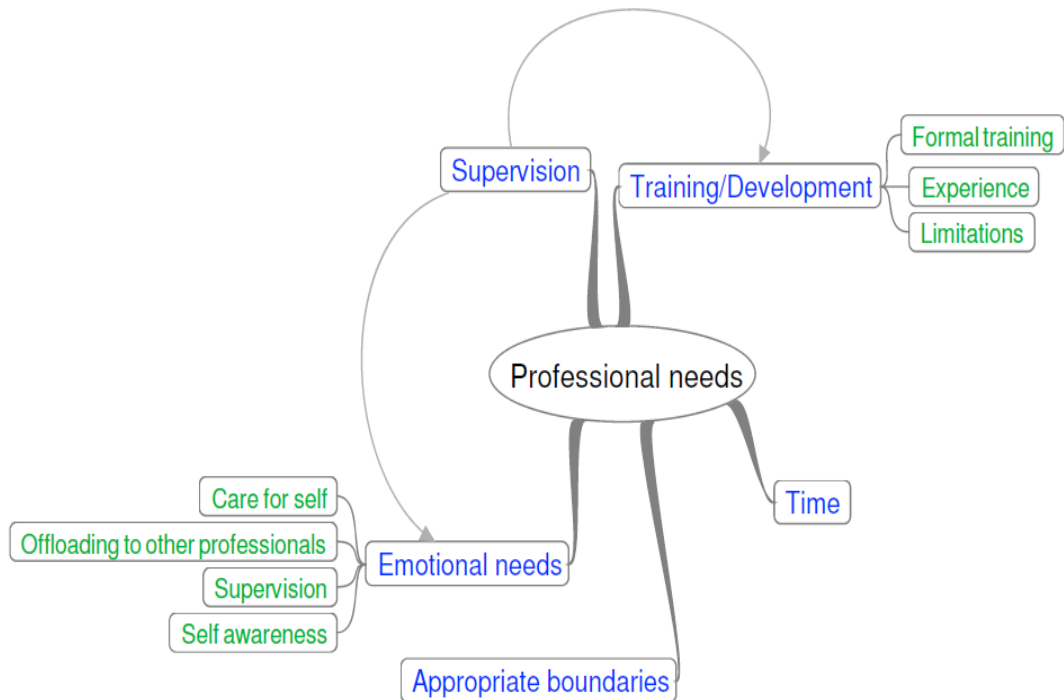 Supervision
Training/Development
Formal training
Experience
Limitations
Professional needs
Time
Care for self
Offloading to other professionals
Supervision
Self awareness
Emotional needs
Appropriate boundaries